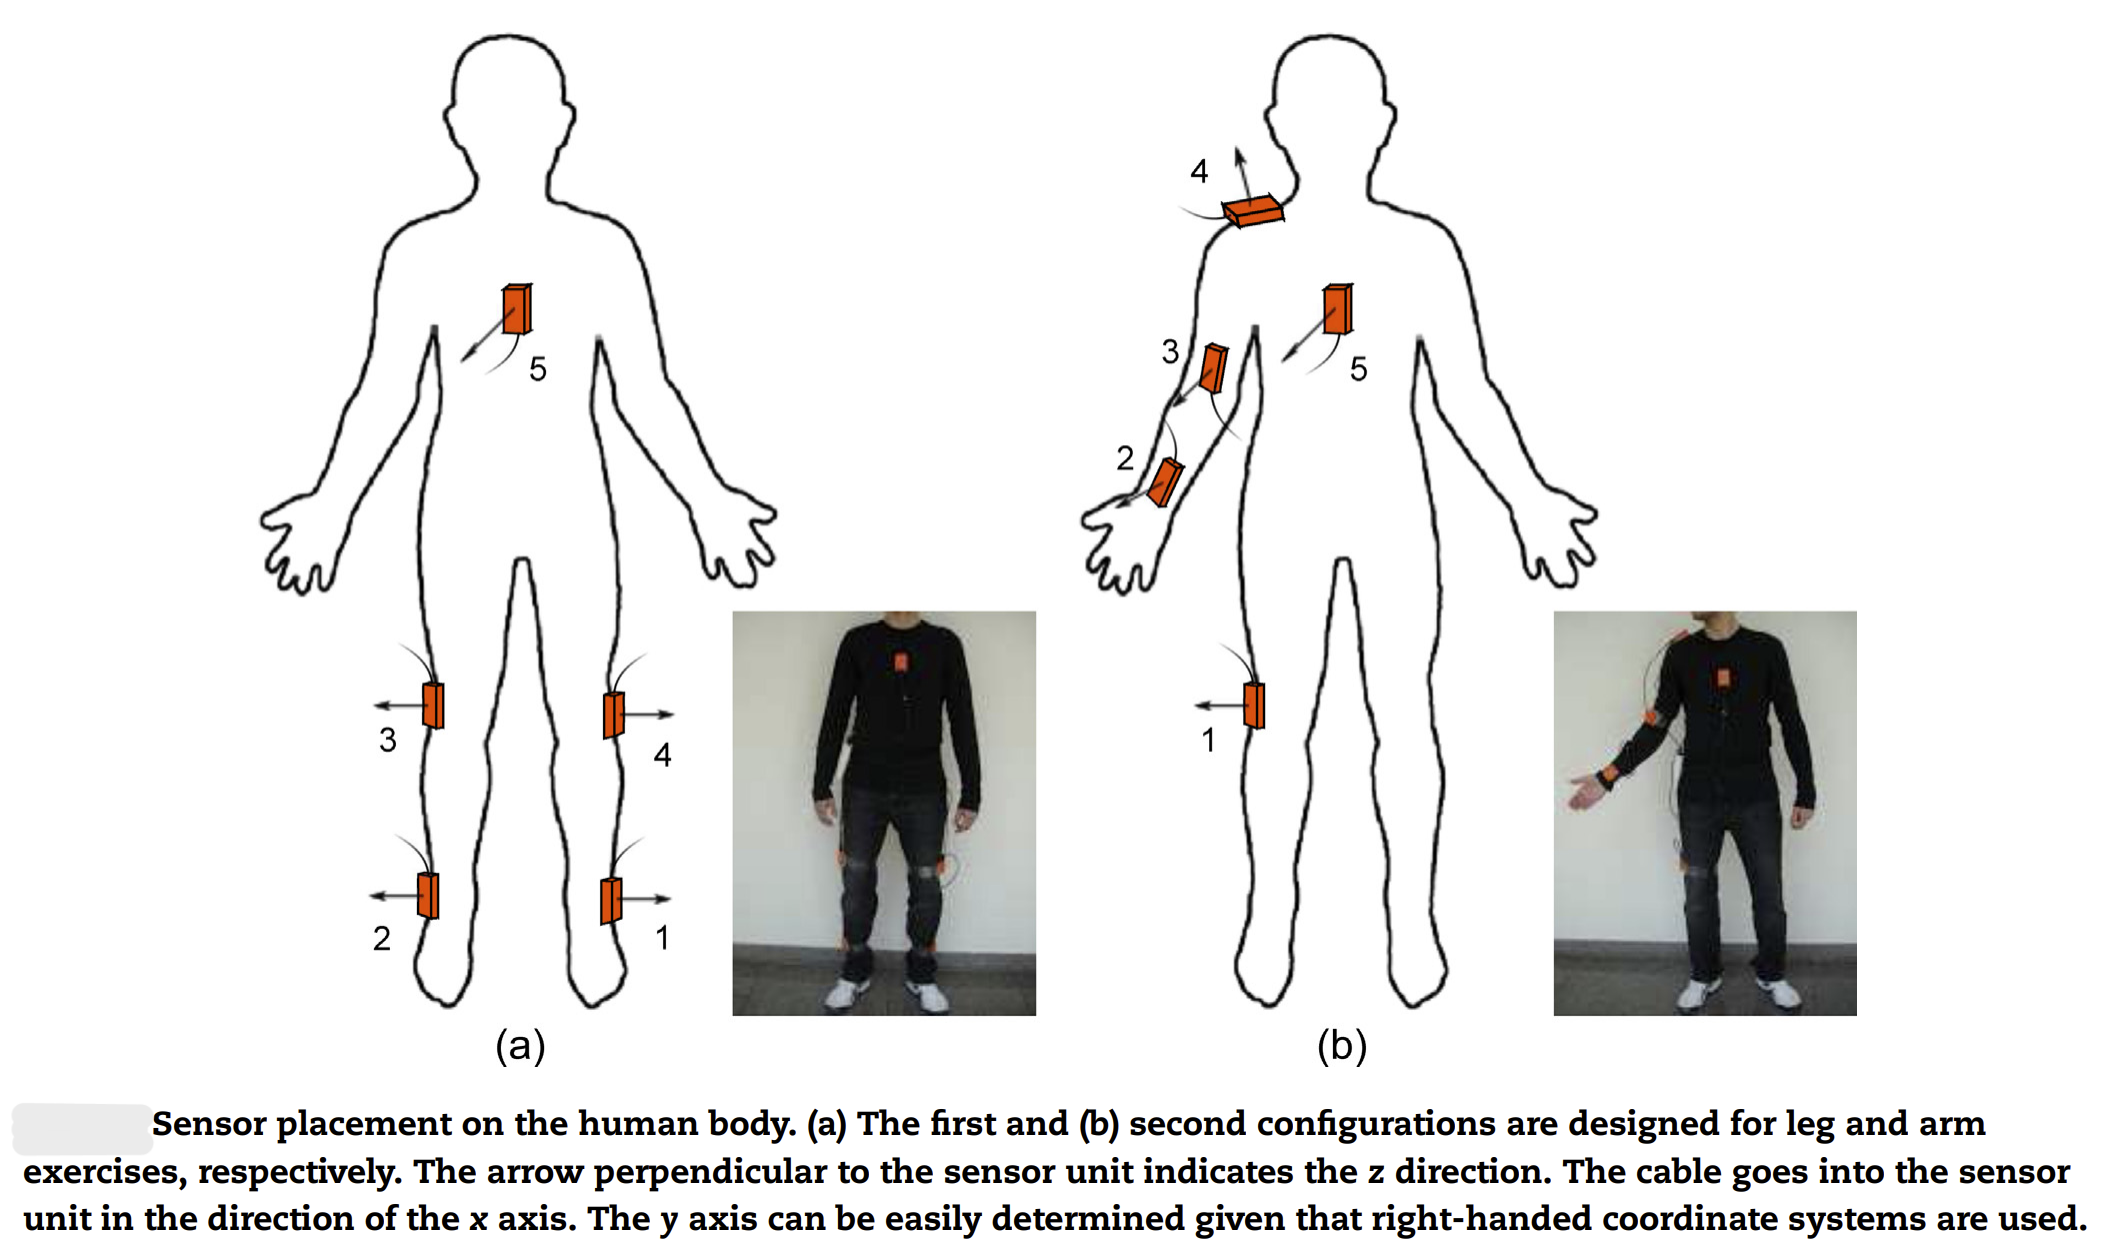 4
3
5
5
2
3
4
1
2
1
(a)
(b)
Sensor placement on the human body. (a) The first and (b) second configurations are designed for leg and arm
exercises, respectively. The arrow perpendicular to the sensor unit indicates the z direction. The cable goes into the sensor
unit in the direction of the x axis. The y axis can be easily determined given that right-handed coordinate systems are used.